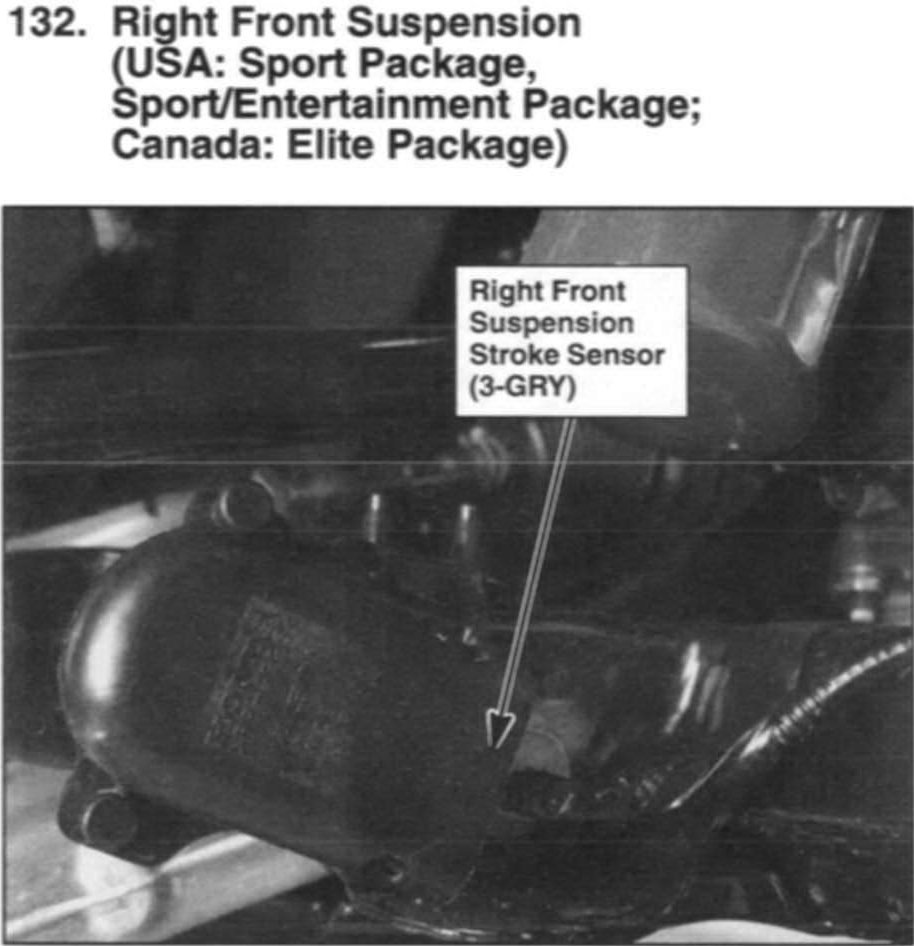 132. Right Front Suspension
(USA: Sport Package,
Sport/Entertainment Package;
Canada: Elite Package)
Right Front
Suspension
Stroke Sensor
(3-GRY)